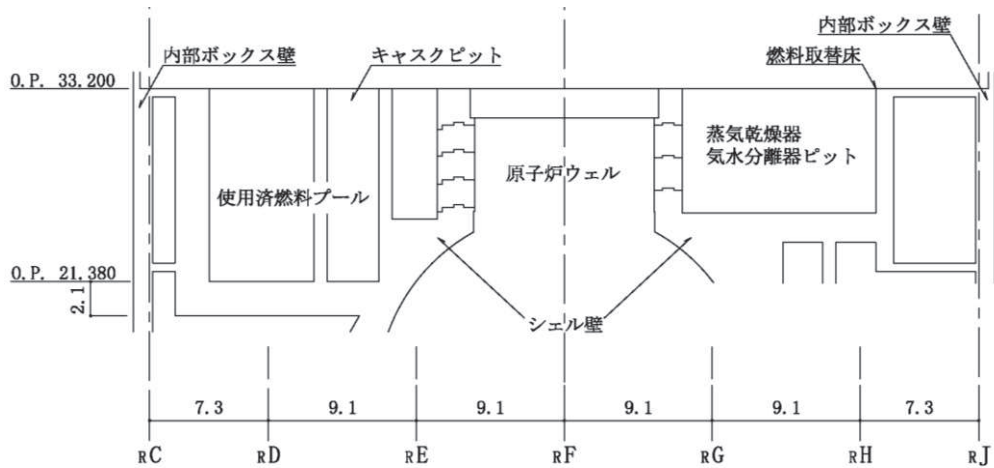 内部ボックス壁
内部ボックス壁
キャスクピット
燃料取替床
O.P. 33.200
蒸気乾燥器
気水分離器ピット
原子炉ウェル
使用済燃料プール
O.P. 21.380
2.1
シェル壁
7.3 9.1 9.1 9.1 9.1 7.3
RC RD RE RF RG RH RJ